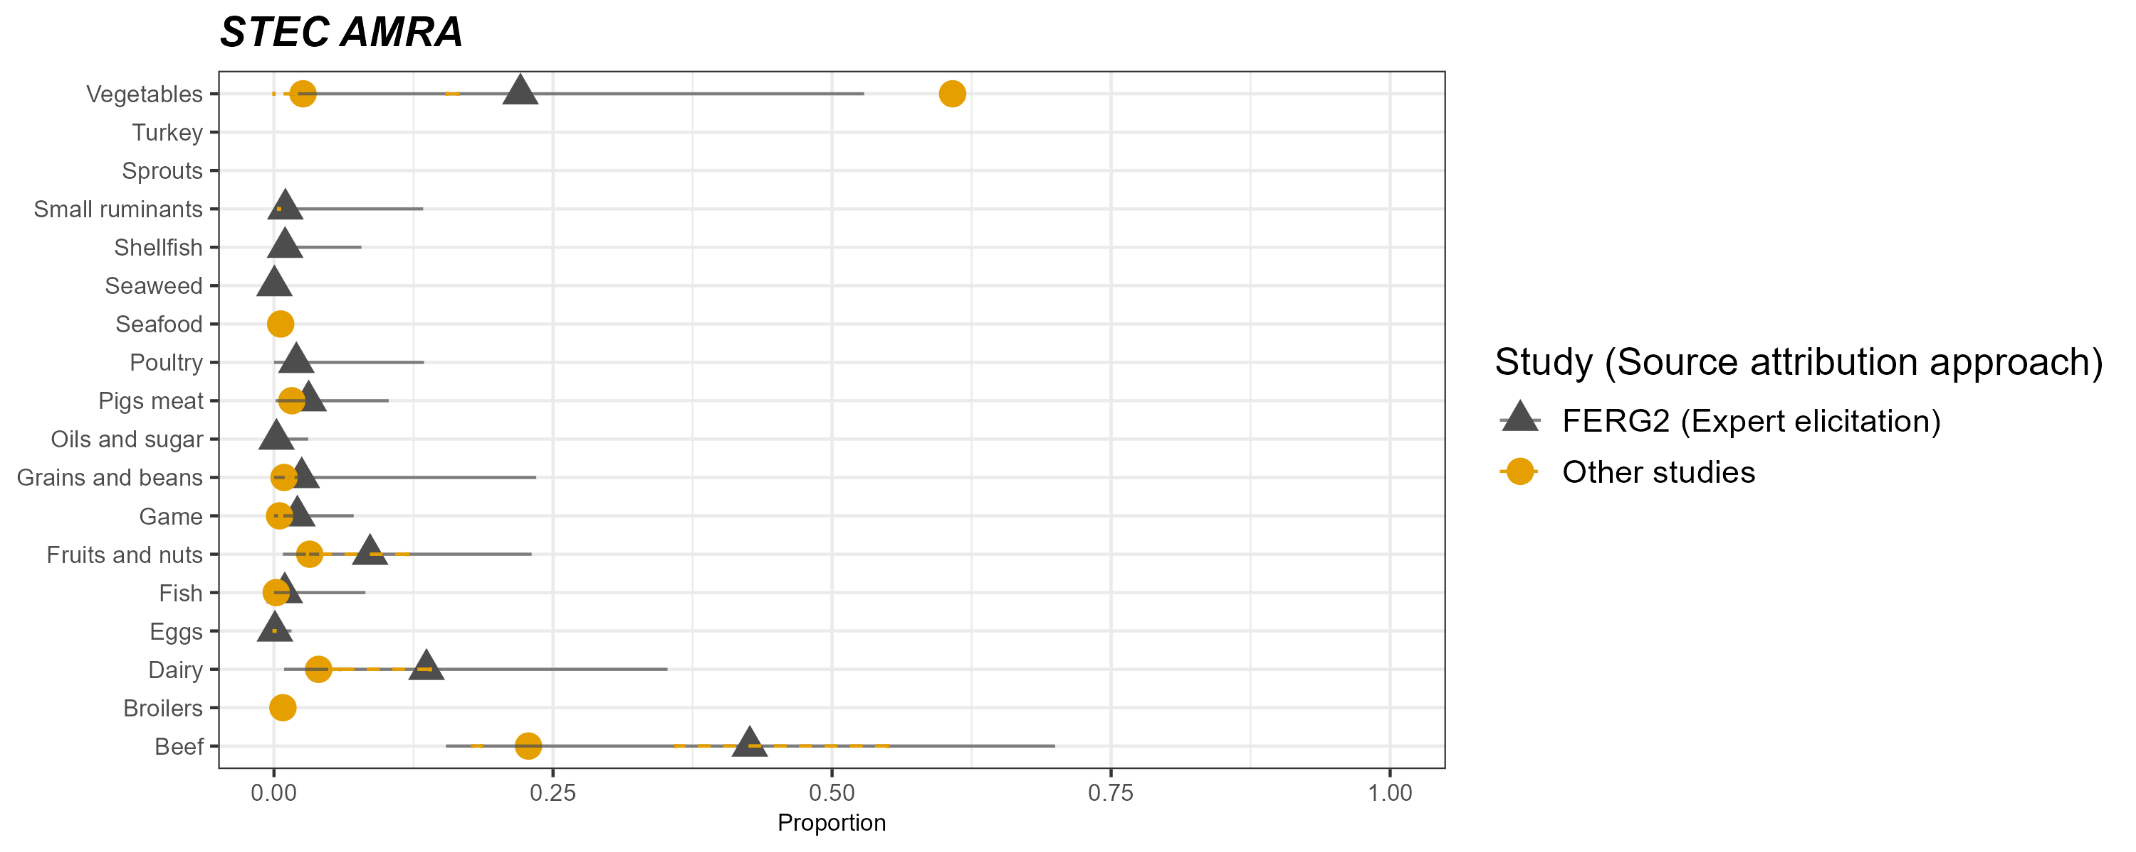 STEC AMRA
Vegetables
Turkey
Sprouts
Small ruminants
Shellfish
Seaweed
Seafood
Poultry
Pigs meat
Oils and sugar
Grains and beans
Game
Fruits and nuts
Fish
Eggs
Dairy
Broilers
Beef
0.00 0.25 0.50 0.75 1.00
Proportion
Study (Source attribution approach)
FERG2 (Expert elicitation)
Other studies